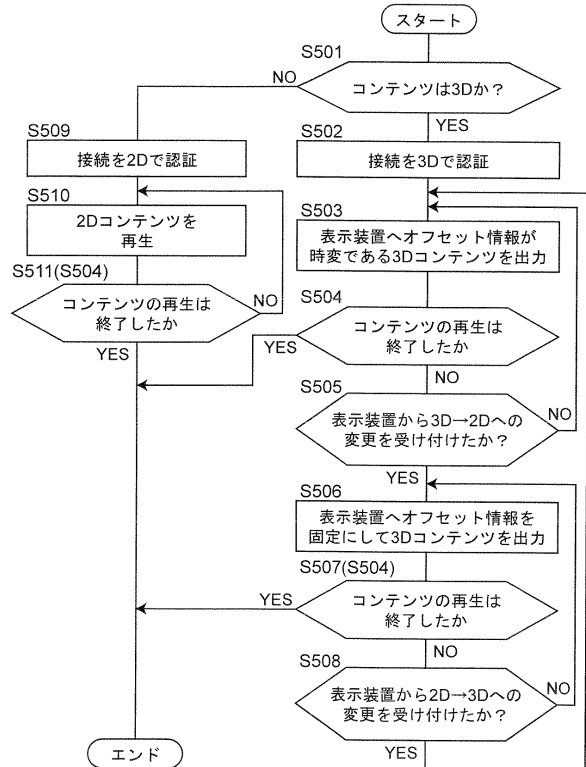 スタート
S501
コンテンツは3Dか？
NO
YES
S509
接続を2Dで認証
S502
接続を3Dで認証
S510
2Dコンテンツを
再生
S503
表示装置へオフセット情報が
時変である3Dコンテンツを出力
S511(S504)
コンテンツの再生は
終了したか
NO
YES
S504
コンテンツの再生は
終了したか
YES
NO
S505
表示装置から3D→2Dへの
変更を受け付けたか？
NO
YES
S506
表示装置へオフセット情報を
固定にして3Dコンテンツを出力
S507(S504)
コンテンツの再生は
終了したか
YES
NO
S508
表示装置から2D→3Dへの
変更を受け付けたか？
NO
YES
エンド